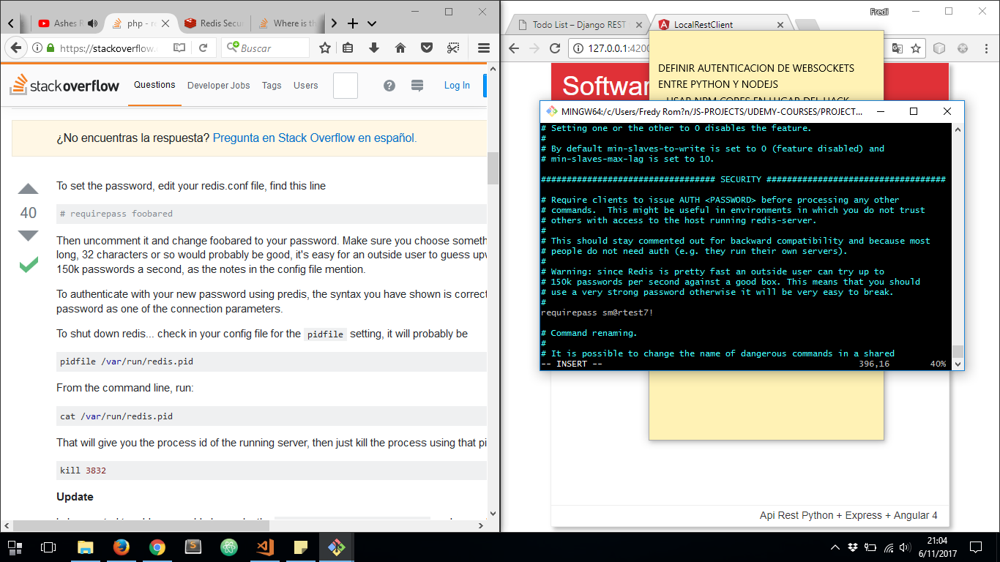 Ashes R
php - re
Redis Secur
Where is th
https://stackoverflow.
Buscar
stackoverflow
Questions
Developer Jobs
Tags
Users
Log In
¿No encuentras la respuesta? Pregunta en Stack Overflow en español.
40
To set the password, edit your redis.conf file, find this line
# requirepass foobared
Then uncomment it and change foobared to your password. Make sure you choose someth
long, 32 characters or so would probably be good, it's easy for an outside user to guess upw
150k passwords a second, as the notes in the config file mention.
To authenticate with your new password using predis, the syntax you have shown is correct
password as one of the connection parameters.
To shut down redis... check in your config file for the pidfile setting, it will probably be
pidfile /var/run/redis.pid
From the command line, run:
cat /var/run/redis.pid
That will give you the process id of the running server, then just kill the process using that pi
kill 3832
Update
Fredi
Todo List – Django REST
LocalRestClient
127.0.0.1:4200
Softwar
DEFINIR AUTENTICACION DE WEBSOCKETS
ENTRE PYTHON Y NODEJS
- USAR NPM CORES EN LUGAR DEL HACK
MINGW64:/c/Users/Fredy Rom?n/JS-PROJECTS/UDEMY-COURSES/PROJECT...
# Setting one or the other to 0 disables the feature.
#
# By default min-slaves-to-write is set to 0 (feature disabled) and
# min-slaves-max-lag is set to 10.
################################## SECURITY ###################################
# Require clients to issue AUTH <PASSWORD> before processing any other
# commands.  This might be useful in environments in which you do not trust
# others with access to the host running redis-server.
#
# This should stay commented out for backward compatibility and because most
# people do not need auth (e.g. they run their own servers).
#
# Warning: since Redis is pretty fast an outside user can try up to
# 150k passwords per second against a good box. This means that you should
# use a very strong password otherwise it will be very easy to break.
#
requirepass sm@rtest7!
# Command renaming.
#
# It is possible to change the name of dangerous commands in a shared
-- INSERT -- 396,16 40%
Api Rest Python + Express + Angular 4
21:04
6/11/2017